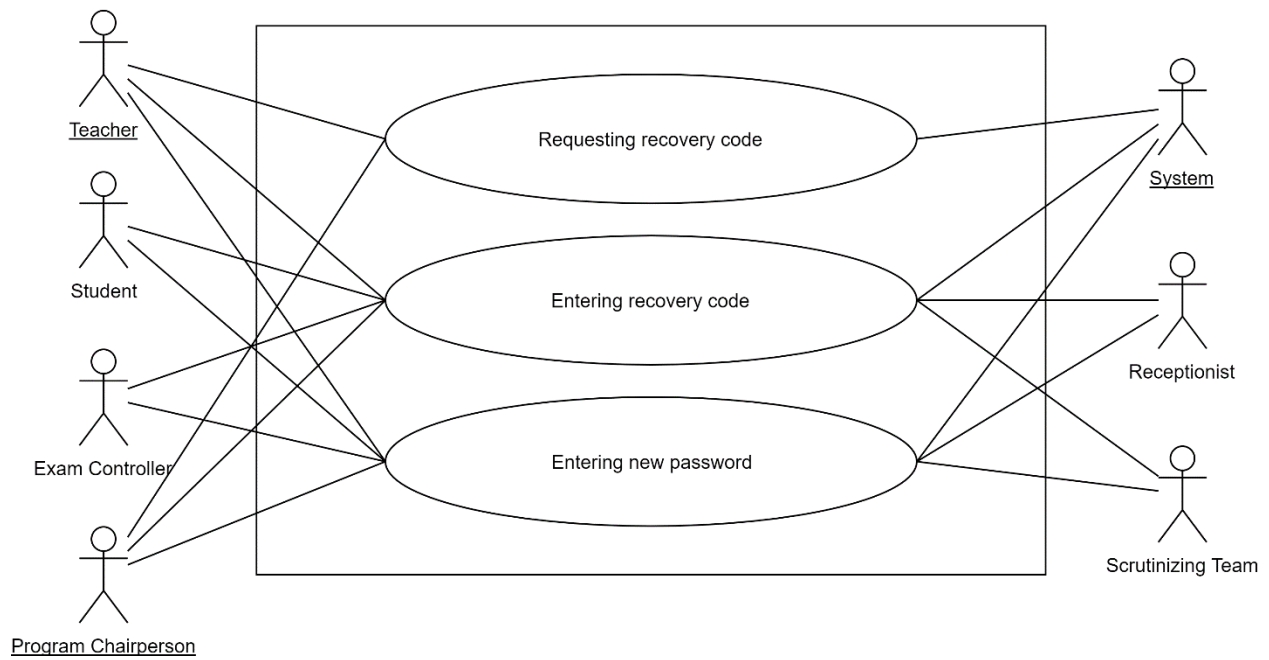 Teacher
Student
Exam Controller
Program Chairperson
Requesting recovery code
Entering recovery code
Entering new password
System
Receptionist
Scrutinizing Team